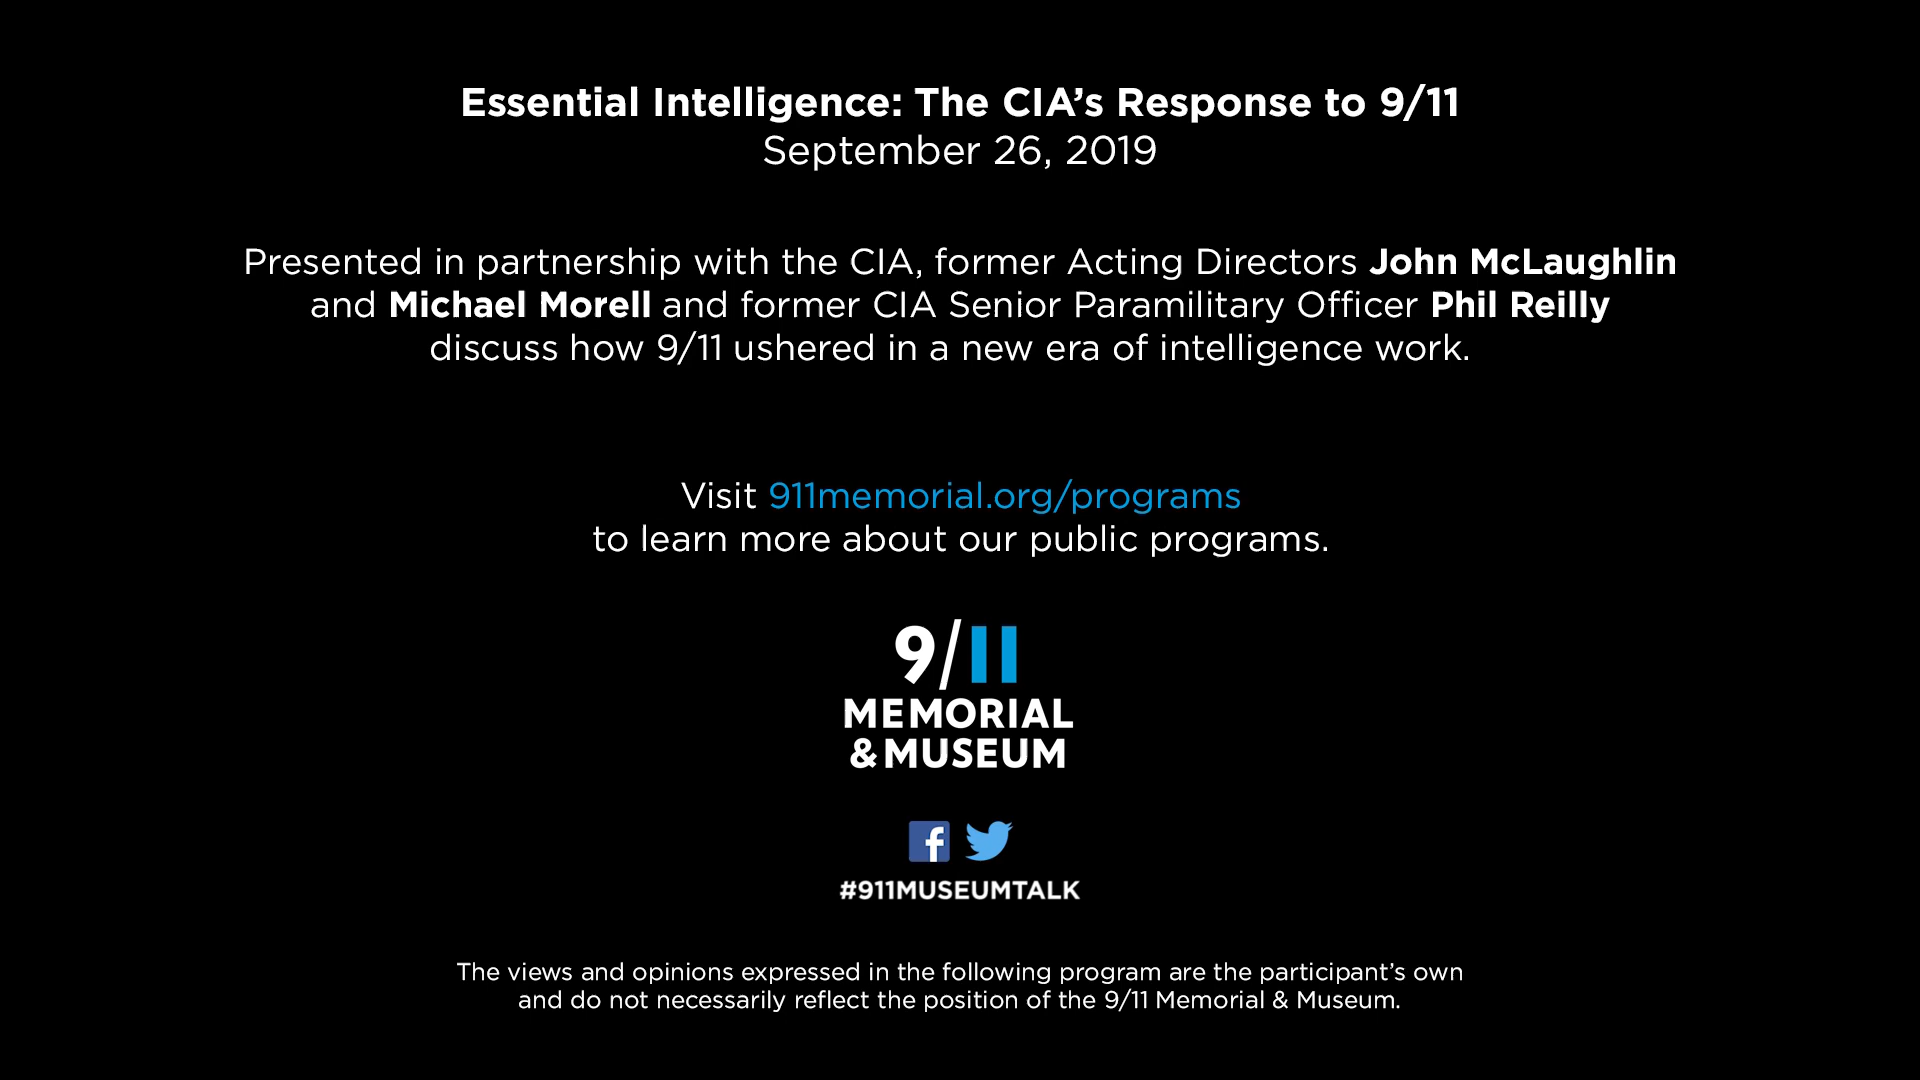 Essential Intelligence: The CIA’s Response to 9/11
September 26, 2019
Presented in partnership with the CIA, former Acting Directors John McLaughlin
and Michael Morell and former CIA Senior Paramilitary Officer Phil Reilly
discuss how 9/11 ushered in a new era of intelligence work.
Visit 911memorial.org/programs
to learn more about our public programs.
9/11
MEMORIAL
& MUSEUM
#911MUSEUMTALK
The views and opinions expressed in the following program are the participant’s own
and do not necessarily reflect the position of the 9/11 Memorial & Museum.